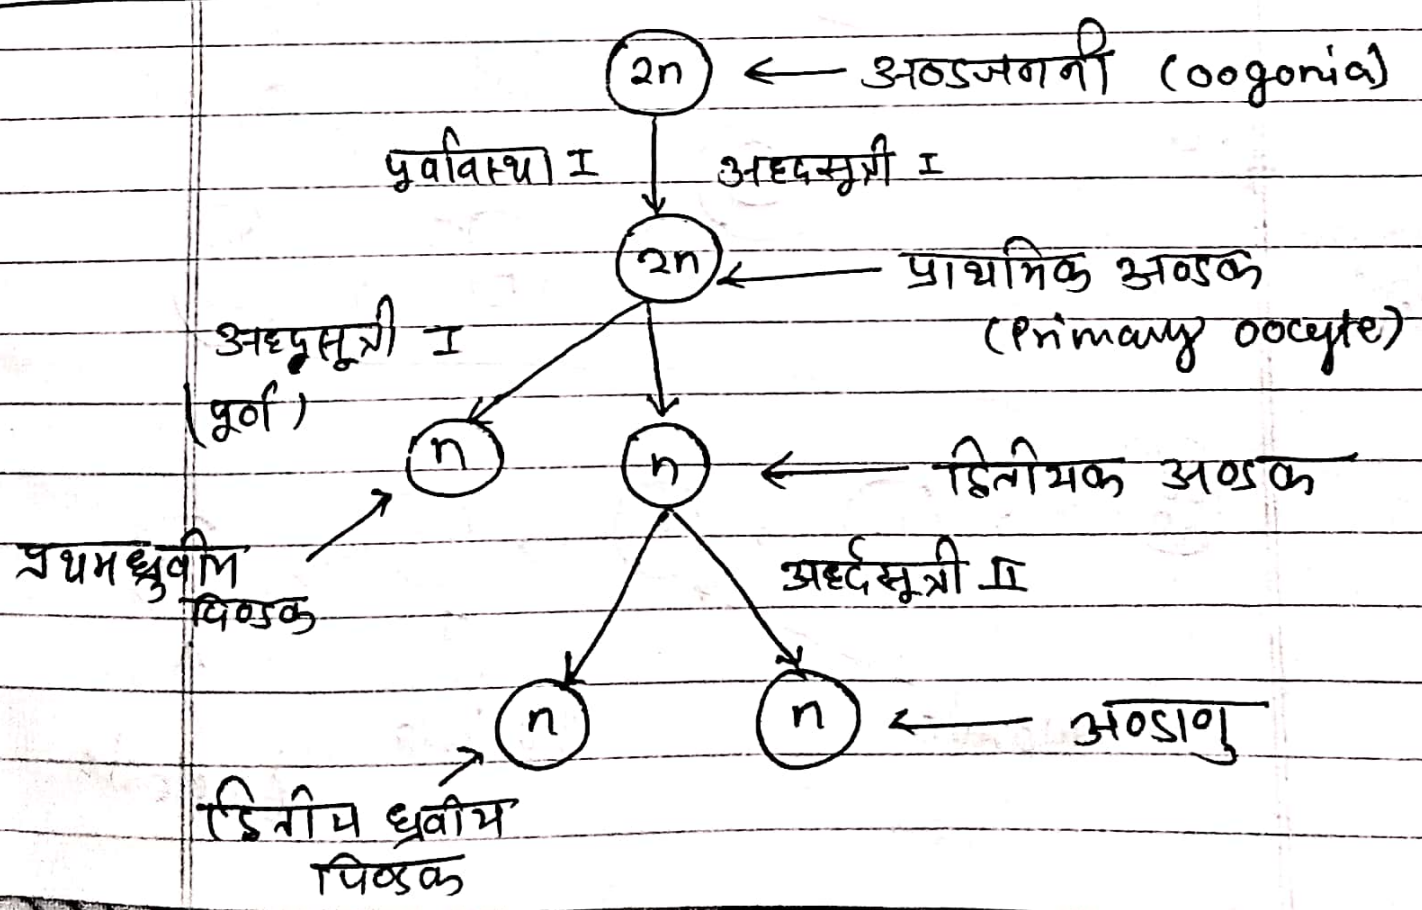 2n
अण्डजननी (oogonia)
पूर्वावस्था I
अर्द्धसूत्री I
2n
प्राथमिक अण्डक
(Primary oocyte)
अर्द्धसूत्री I
(पूर्ण)
n
n
द्वितीयक अण्डक
प्रथम ध्रुवीय
पिण्डक
अर्द्धसूत्री II
n
n
अण्डाणु
द्वितीय ध्रुवीय
पिण्डक